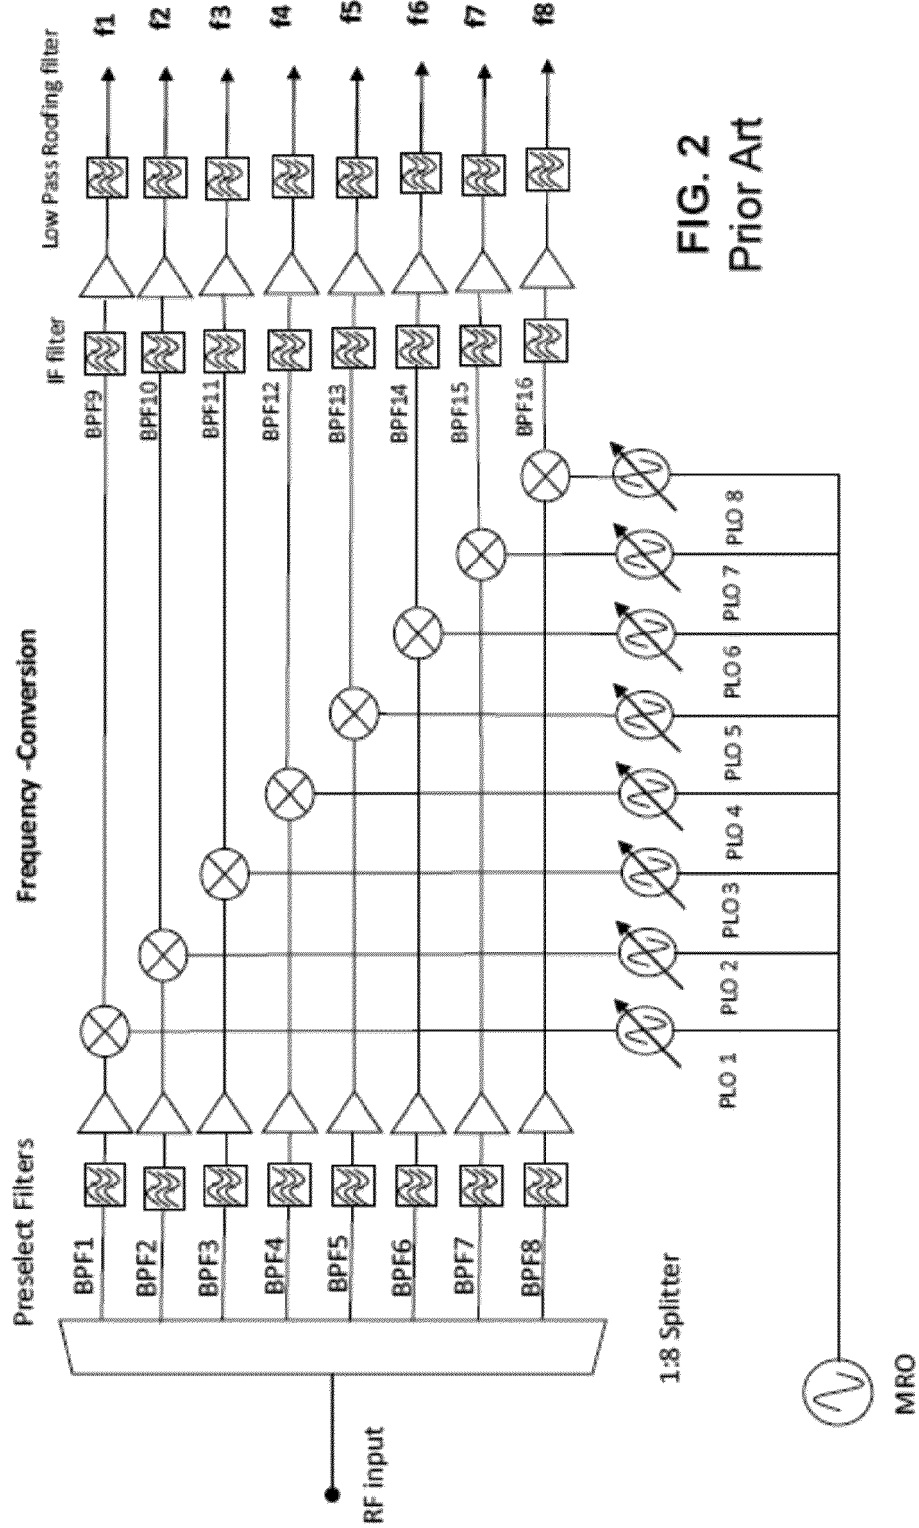 Frequency -Conversion
Preselect Filters
IF filter
Low Pass Roofing filter
BPF1
BPF9
f1
BPF2
BPF10
f2
BPF3
BPF11
f3
BPF4
BPF12
f4
BPF5
BPF13
f5
BPF6
BPF14
f6
BPF7
BPF15
f7
BPF8
BPF16
f8
RF input
1:8 Splitter
PLO 1
PLO 2
PLO3
PLO 4
PLO 5
PLO6
PLO 7
PLO 8
MRO
FIG. 2
Prior Art